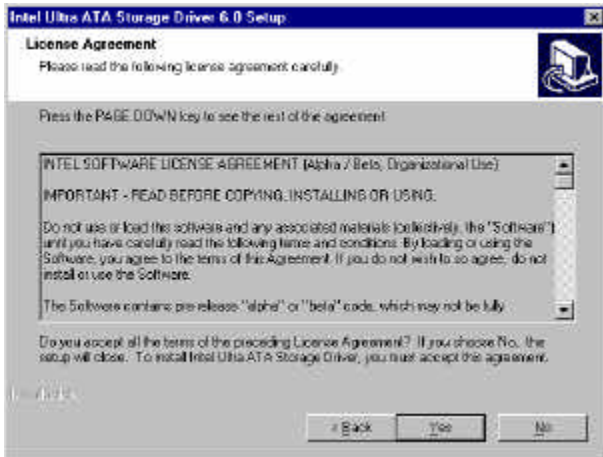 Intel Ultra ATA Storage Driver 6.0 Setup
License Agreement
Please read the following license agreement carefully.
Press the PAGE DOWN key to see the rest of the agreement.
INTEL SOFTWARE LICENSE AGREEMENT (Alpha / Beta, Organizational Use)
IMPORTANT - READ BEFORE COPYING, INSTALLING OR USING.
Do not use or load this software and any associated materials (collectively, the "Software")
until you have carefully read the following terms and conditions. By loading or using the
Software, you agree to the terms of this Agreement. If you do not wish to so agree, do not
install or use the Software.
The Software contains pre-release "alpha" or "beta" code, which may not be fully
Do you accept all the terms of the preceding License Agreement? If you choose No, the
setup will close. To install Intel Ultra ATA Storage Driver, you must accept this agreement.
< Back
Yes
No